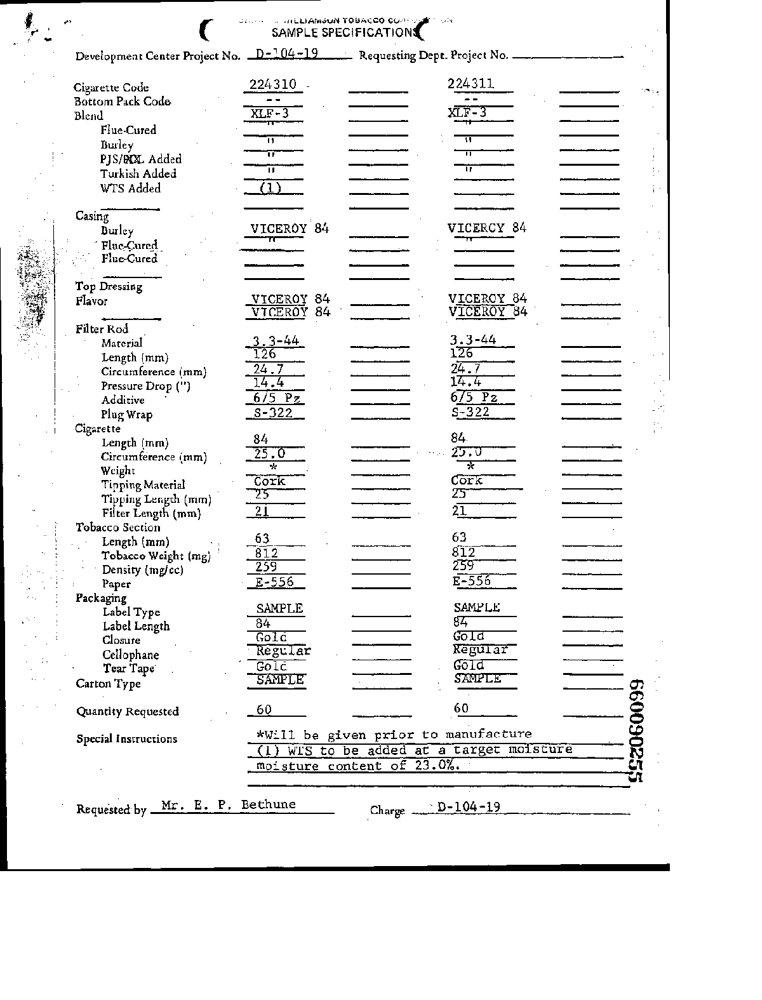 WILLIAMSON TOBACCO
SAMPLE SPECIFICATIONS
Development Center Project No. D-104-19 Requesting Dept. Project No.
Cigarette Code 224310 224311
Bottom Pack Code -- --
Blend XLF-3 XLF-3
Flue-Cured " "
Burley " "
PJS/ Added " "
Turkish Added " "
WTS Added (1)
Casing
Burley VICEROY 84 VICERCY 84
Flue-Cured " "
Flue-Cured
Top Dressing
Flavor VICEROY 84 VICERCY 84
VICEROY 84 VICEROY 84
Filter Rod
Material 3.3-44 3.3-44
Length (mm) 126 126
Circumference (mm) 24.7 24.7
Pressure Drop (") 14.4 14.4
Additive 6/5 Pz 6/5 Pz
Plug Wrap S-322 S-322
Cigarette
Length (mm) 84 84
Circumference (mm) 25.0 25.0
Weight * *
Tipping Material Cork Cork
Tipping Length (mm) 25 25
Filter Length (mm) 21 21
Tobacco Section
Length (mm) 63 63
Tobacco Weight (mg) 812 812
Density (mg/cc) 259 259
Paper E-556 E-556
Packaging
Label Type SAMPLE SAMPLE
Label Length 84 84
Closure Gold Gold
Cellophane Regular Regular
Tear Tape Gold Gold
Carton Type SAMPLE SAMPLE
Quantity Requested 60 60
Special Instructions *Will be given prior to manufacture
(1) WTS to be added at a target moisture
moisture content of 23.0%.
Requested by Mr. E. P. Bethune Charge D-104-19
660090255